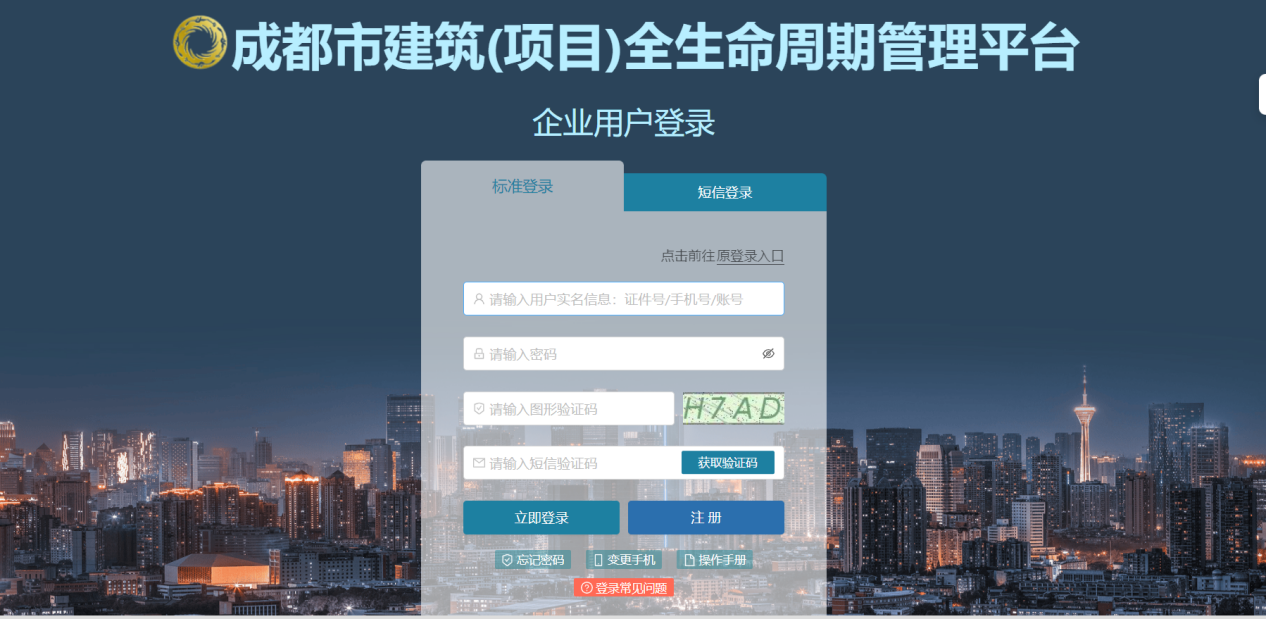 成都市建筑(项目)全生命周期管理平台
企业用户登录
标准登录
短信登录
点击前往原登录入口
请输入用户实名信息：证件号/手机号/账号
请输入密码
请输入图形验证码
H7AD
请输入短信验证码
获取验证码
立即登录
注 册
忘记密码
变更手机
操作手册
登录常见问题